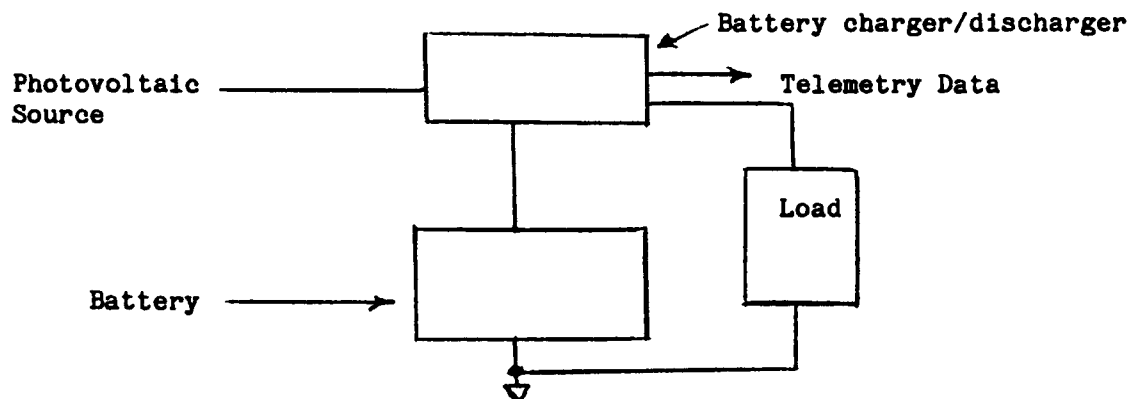 Battery charger/discharger
Photovoltaic
Source
Telemetry Data
Load
Battery